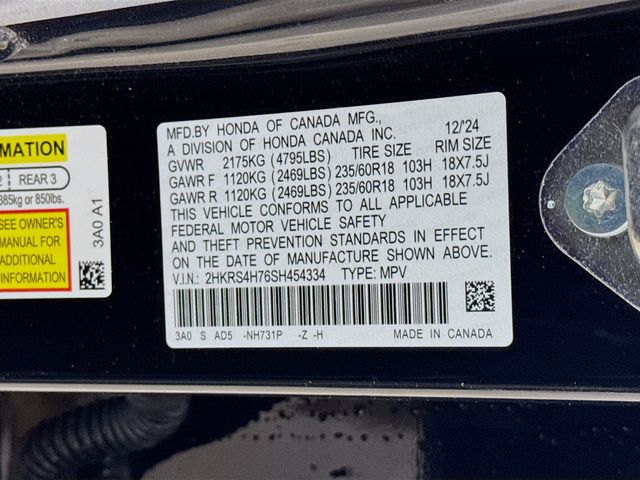 MATION
2 REAR 3
385kg or 850lbs.
SEE OWNER'S
MANUAL FOR
ADDITIONAL
INFORMATION
3A0 A1
MFD.BY HONDA OF CANADA MFG.,
A DIVISION OF HONDA CANADA INC. 12/'24
GVWR 2175KG (4795LBS) TIRE SIZE RIM SIZE
GAWR F 1120KG (2469LBS) 235/60R18 103H 18X7.5J
GAWR R 1120KG (2469LBS) 235/60R18 103H 18X7.5J
THIS VEHICLE CONFORMS TO ALL APPLICABLE
FEDERAL MOTOR VEHICLE SAFETY
AND THEFT PREVENTION STANDARDS IN EFFECT
ON THE DATE OF MANUFACTURE SHOWN ABOVE.
V.I.N.: 2HKRS4H76SH454334 TYPE: MPV
3A0 S AD5 -NH731P -Z -H MADE IN CANADA